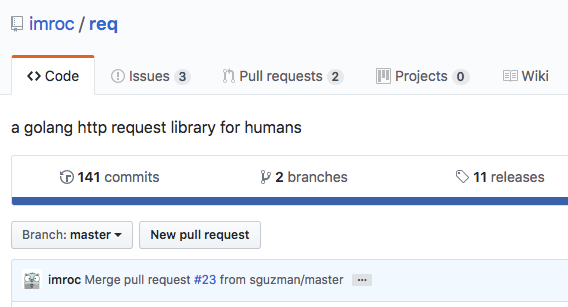 imroc / req
Code Issues 3 Pull requests 2 Projects 0 Wiki
a golang http request library for humans
141 commits 2 branches 11 releases
Branch: master New pull request
imroc Merge pull request #23 from sguzman/master ...